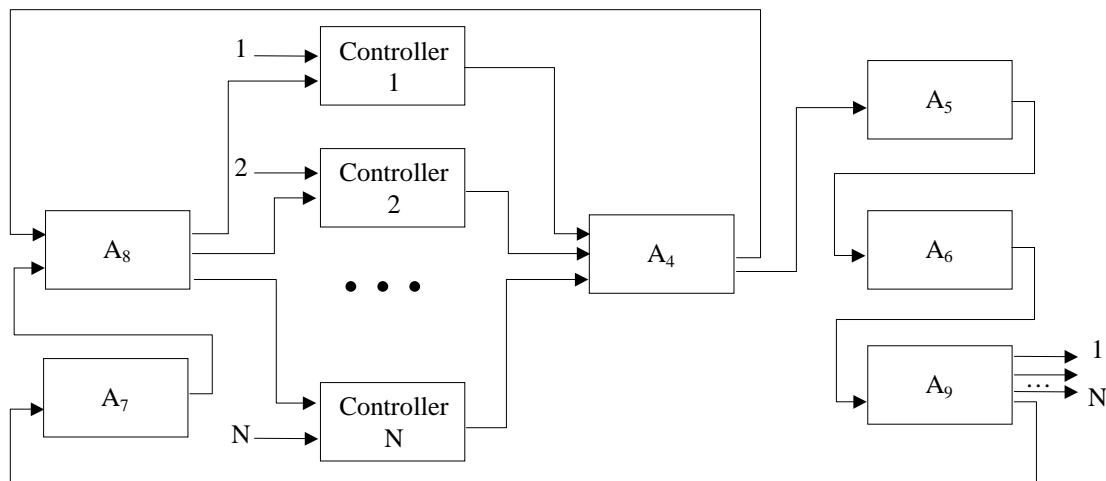 1
Controller
1
2
Controller
2
A₈
A₄
A₅
A₆
• • •
A₇
N
Controller
N
A₉
1
...
N